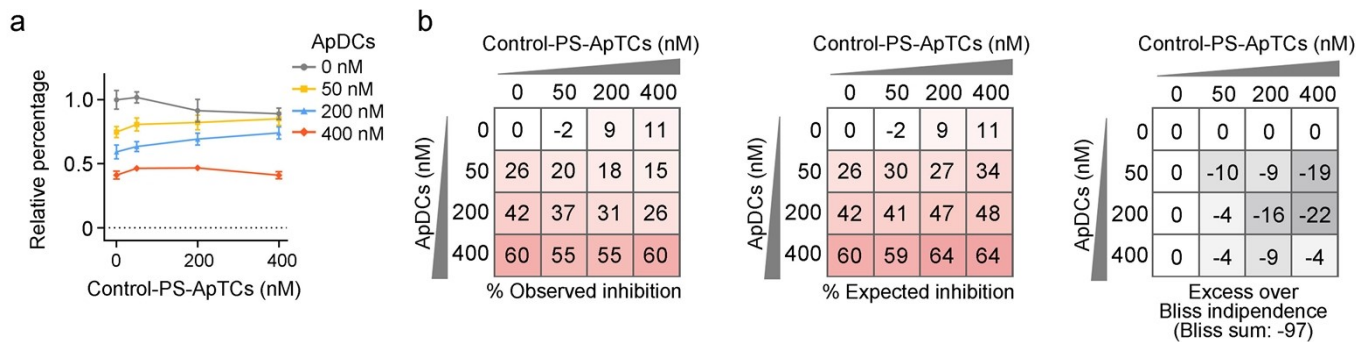 a
ApDCs
0 nM
50 nM
200 nM
400 nM
Relative percentage
1.0
0.5
0
0 200 400
Control-PS-ApTCs (nM)
b
Control-PS-ApTCs (nM)
0 50 200 400
ApDCs (nM)
0 0 -2 9 11
50 26 20 18 15
200 42 37 31 26
400 60 55 55 60
% Observed inhibition
Control-PS-ApTCs (nM)
0 50 200 400
ApDCs (nM)
0 0 -2 9 11
50 26 30 27 34
200 42 41 47 48
400 60 59 64 64
% Expected inhibition
Control-PS-ApTCs (nM)
0 50 200 400
ApDCs (nM)
0 0 0 0 0
50 0 -10 -9 -19
200 0 -4 -16 -22
400 0 -4 -9 -4
Excess over
Bliss indipendence
(Bliss sum: -97)